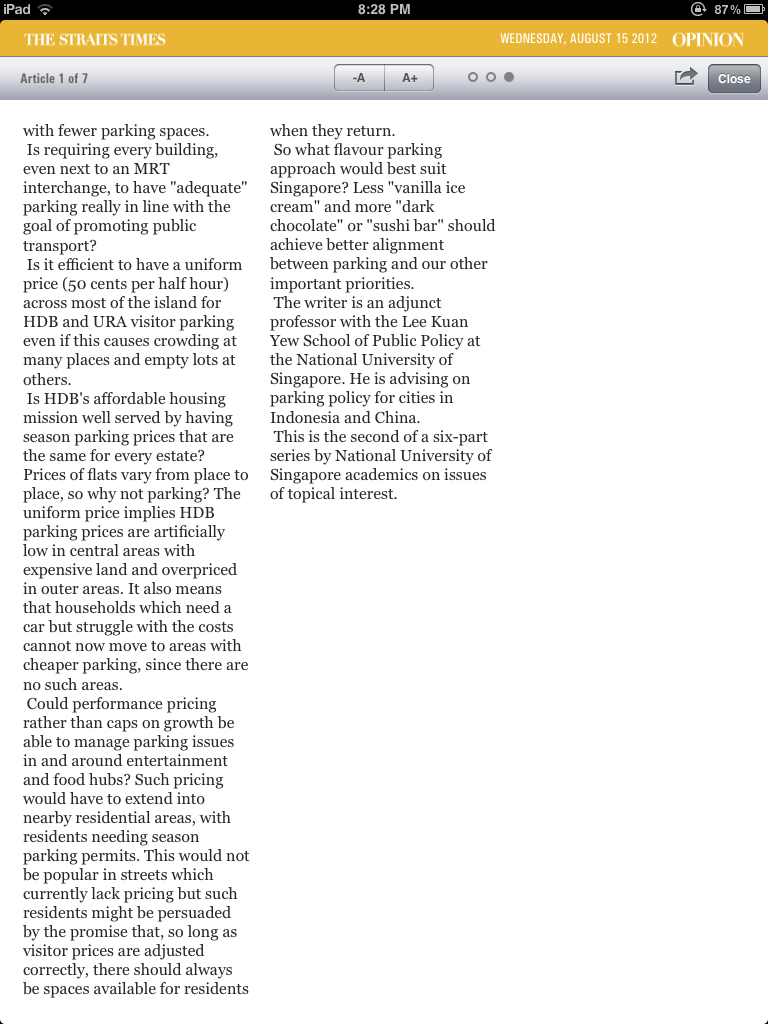 iPad 8:28 PM 87%
THE STRAITS TIMES WEDNESDAY, AUGUST 15 2012 OPINION
Article 1 of 7 -A A+ Close
with fewer parking spaces.
Is requiring every building,
even next to an MRT
interchange, to have "adequate"
parking really in line with the
goal of promoting public
transport?
Is it efficient to have a uniform
price (50 cents per half hour)
across most of the island for
HDB and URA visitor parking
even if this causes crowding at
many places and empty lots at
others.
Is HDB's affordable housing
mission well served by having
season parking prices that are
the same for every estate?
Prices of flats vary from place to
place, so why not parking? The
uniform price implies HDB
parking prices are artificially
low in central areas with
expensive land and overpriced
in outer areas. It also means
that households which need a
car but struggle with the costs
cannot now move to areas with
cheaper parking, since there are
no such areas.
Could performance pricing
rather than caps on growth be
able to manage parking issues
in and around entertainment
and food hubs? Such pricing
would have to extend into
nearby residential areas, with
residents needing season
parking permits. This would not
be popular in streets which
currently lack pricing but such
residents might be persuaded
by the promise that, so long as
visitor prices are adjusted
correctly, there should always
be spaces available for residents
when they return.
So what flavour parking
approach would best suit
Singapore? Less "vanilla ice
cream" and more "dark
chocolate" or "sushi bar" should
achieve better alignment
between parking and our other
important priorities.
The writer is an adjunct
professor with the Lee Kuan
Yew School of Public Policy at
the National University of
Singapore. He is advising on
parking policy for cities in
Indonesia and China.
This is the second of a six-part
series by National University of
Singapore academics on issues
of topical interest.